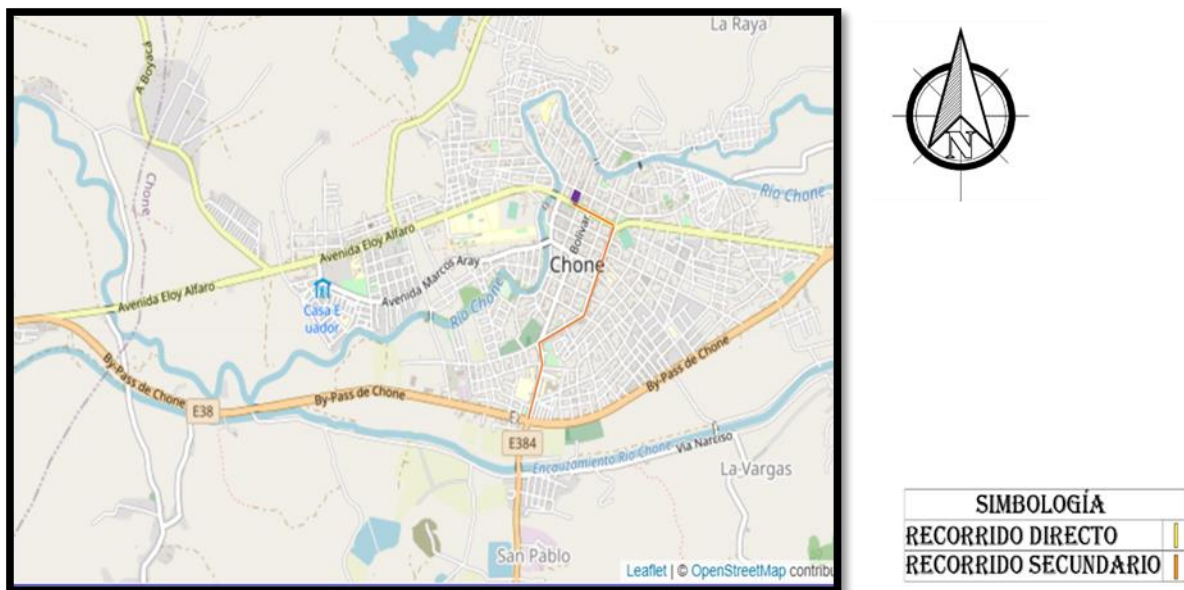 La Raya
A Boyacá
Chone
Río Chone
Avenida Eloy Alfaro
Bolívar
Chone
Avenida Marcos Aray
Avenida Eloy Alfaro
Casa E
uador
Río Chone
By-Pass de Chone
By-Pass de Chone
By-Pass de Chone
E38
E384
Encauzamiento Río Chone
Vía Narciso
La Vargas
San Pablo
Leaflet | © OpenStreetMap contribu
N
SIMBOLOGÍA
RECORRIDO DIRECTO
RECORRIDO SECUNDARIO